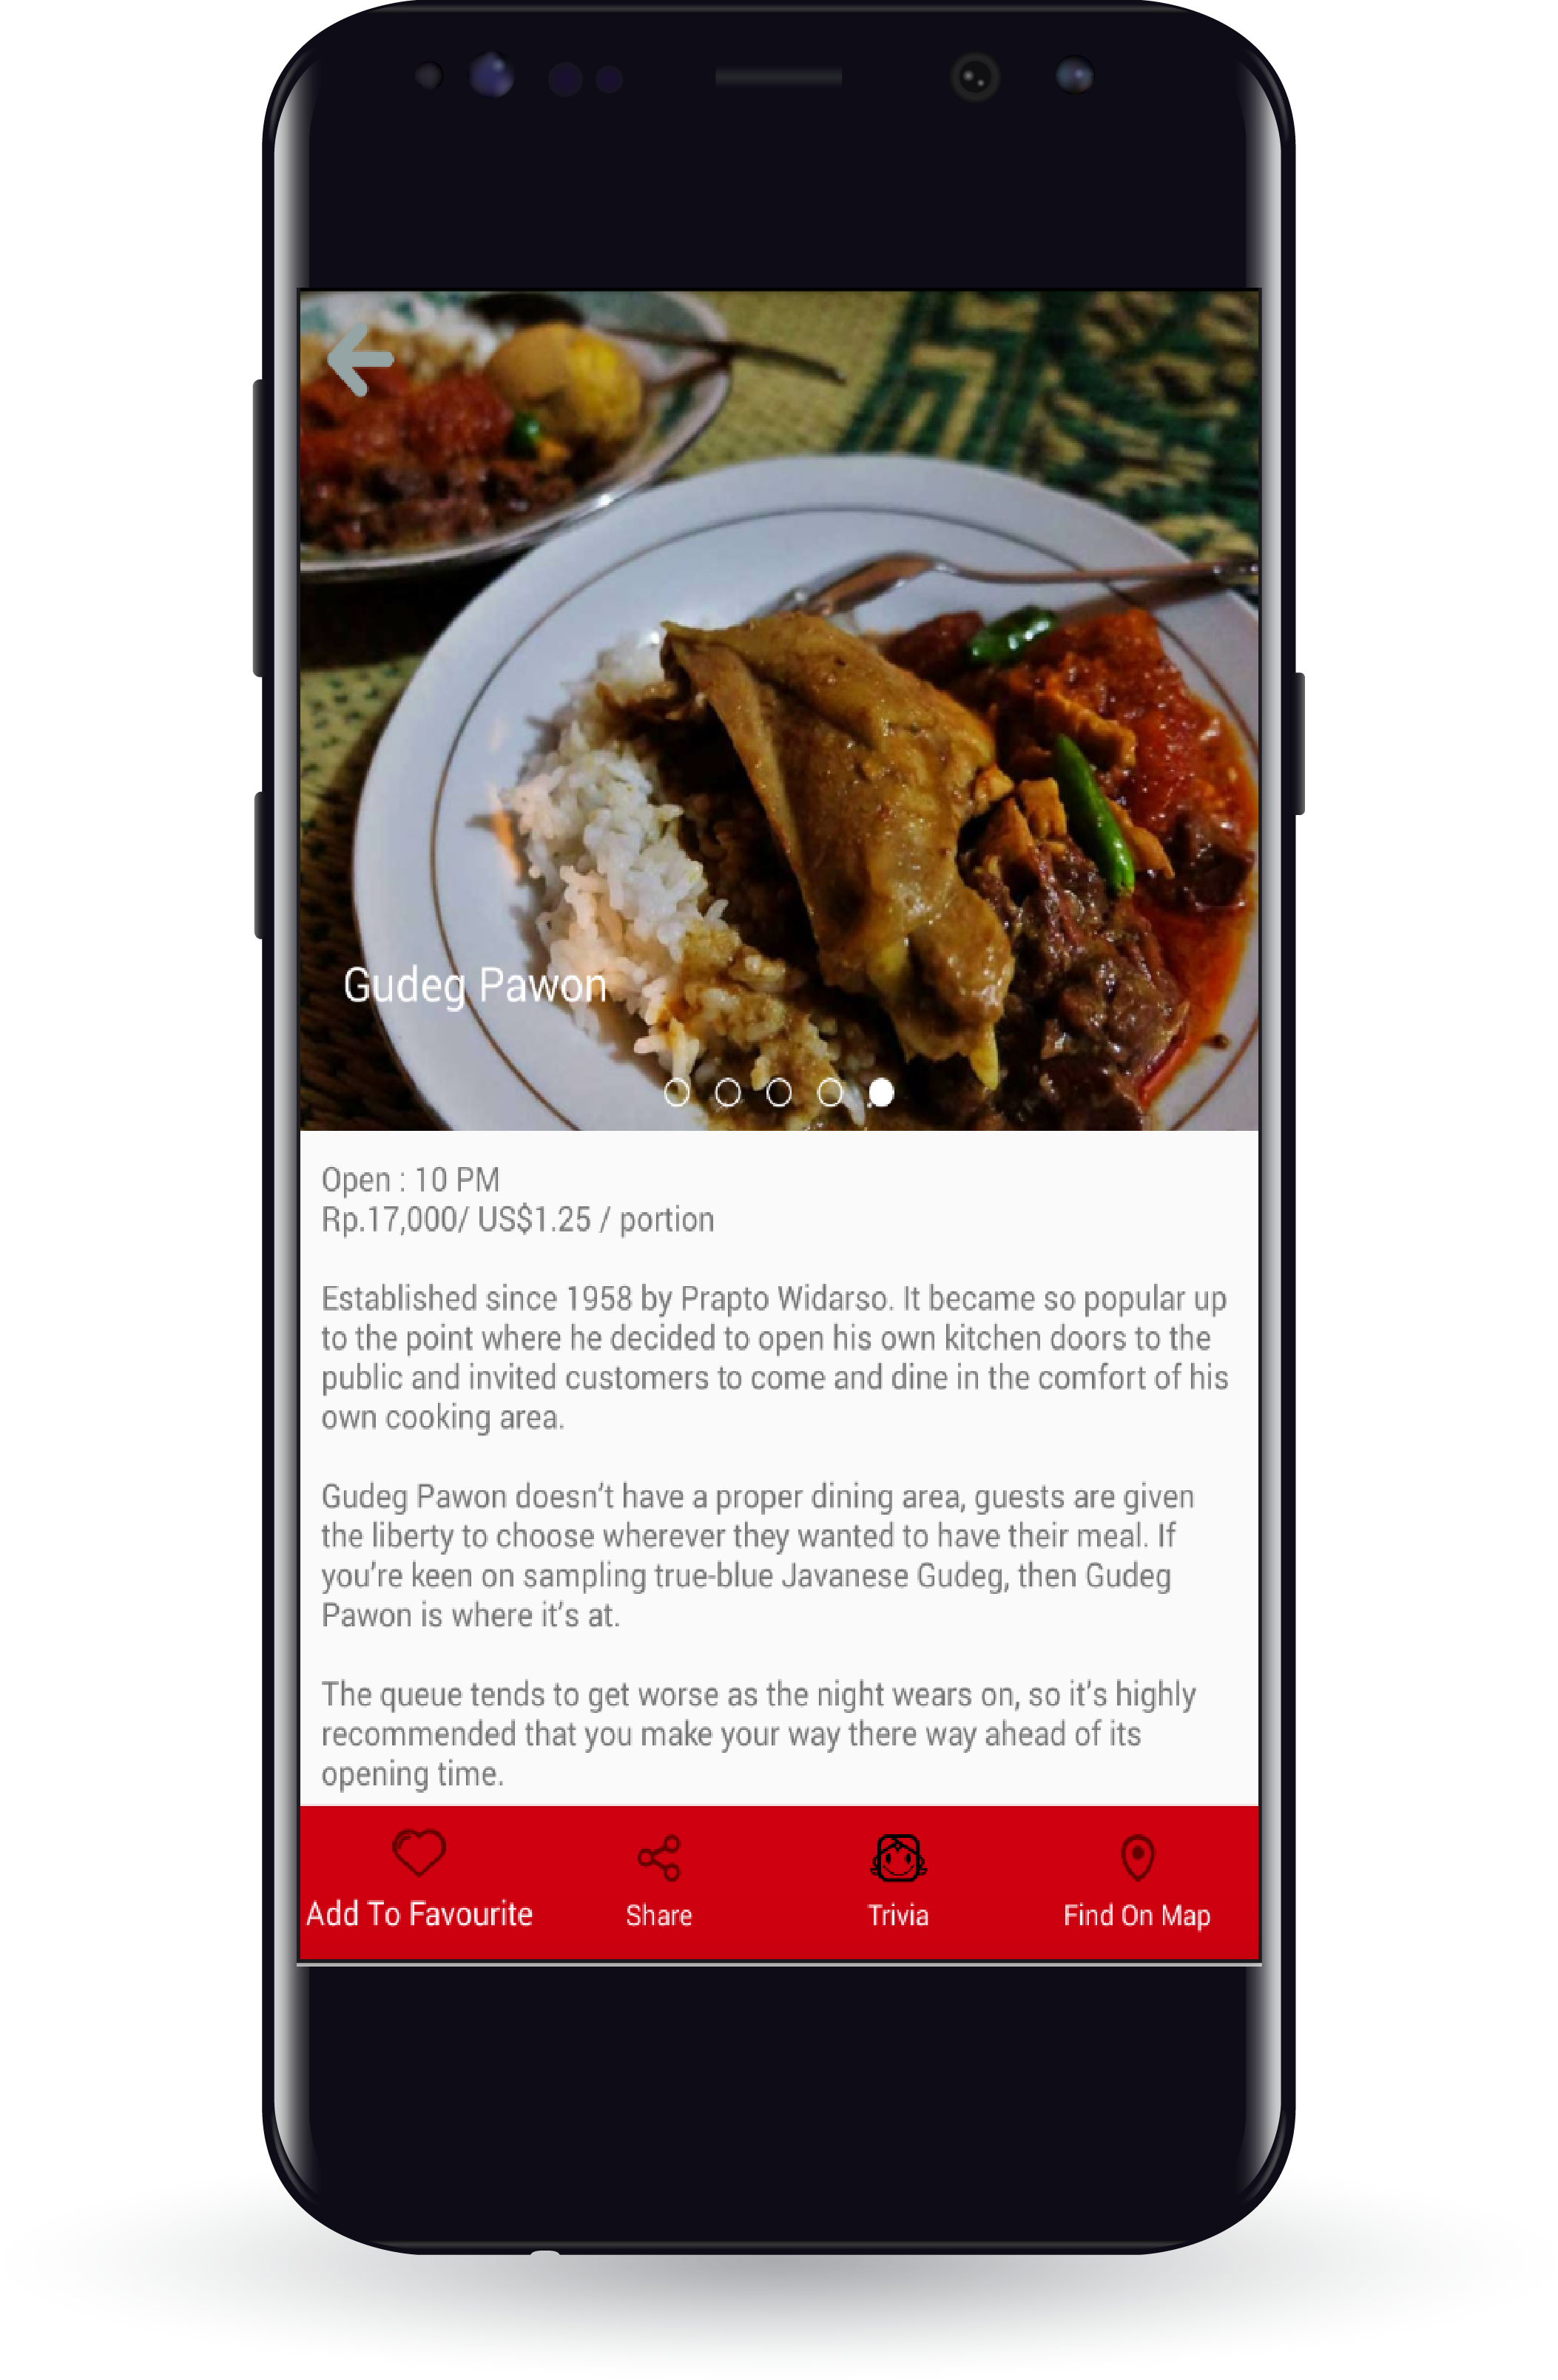 Gudeg Pawon
Open : 10 PM
Rp.17,000/ US$1.25 / portion
Established since 1958 by Prapto Widarso. It became so popular up
to the point where he decided to open his own kitchen doors to the
public and invited customers to come and dine in the comfort of his
own cooking area.
Gudeg Pawon doesn’t have a proper dining area, guests are given
the liberty to choose wherever they wanted to have their meal. If
you’re keen on sampling true-blue Javanese Gudeg, then Gudeg
Pawon is where it’s at.
The queue tends to get worse as the night wears on, so it’s highly
recommended that you make your way there way ahead of its
opening time.
Add To Favourite
Share
Trivia
Find On Map